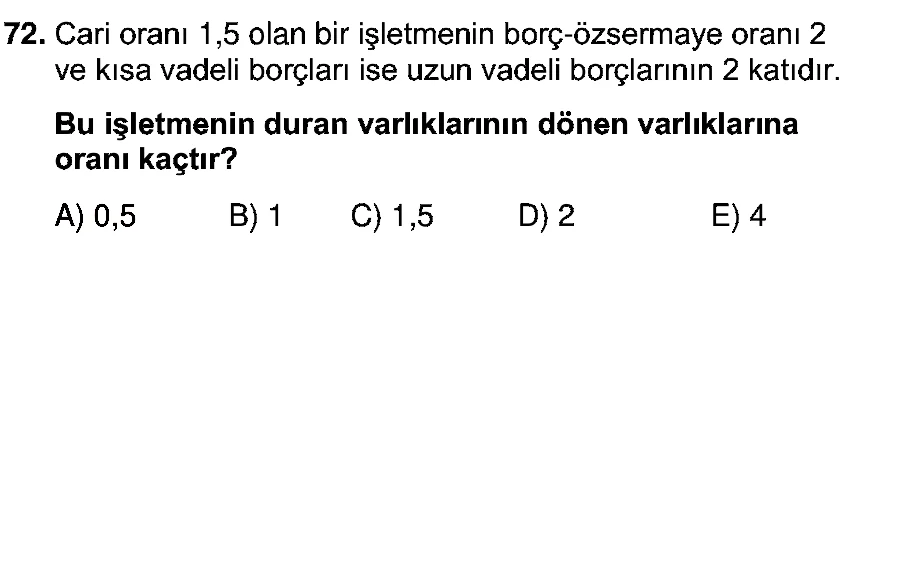 72. Cari oranı 1,5 olan bir işletmenin borç-özsermaye oranı 2
ve kısa vadeli borçları ise uzun vadeli borçlarının 2 katıdır.
Bu işletmenin duran varlıklarının dönen varlıklarına
oranı kaçtır?
A) 0,5 B) 1 C) 1,5 D) 2 E) 4